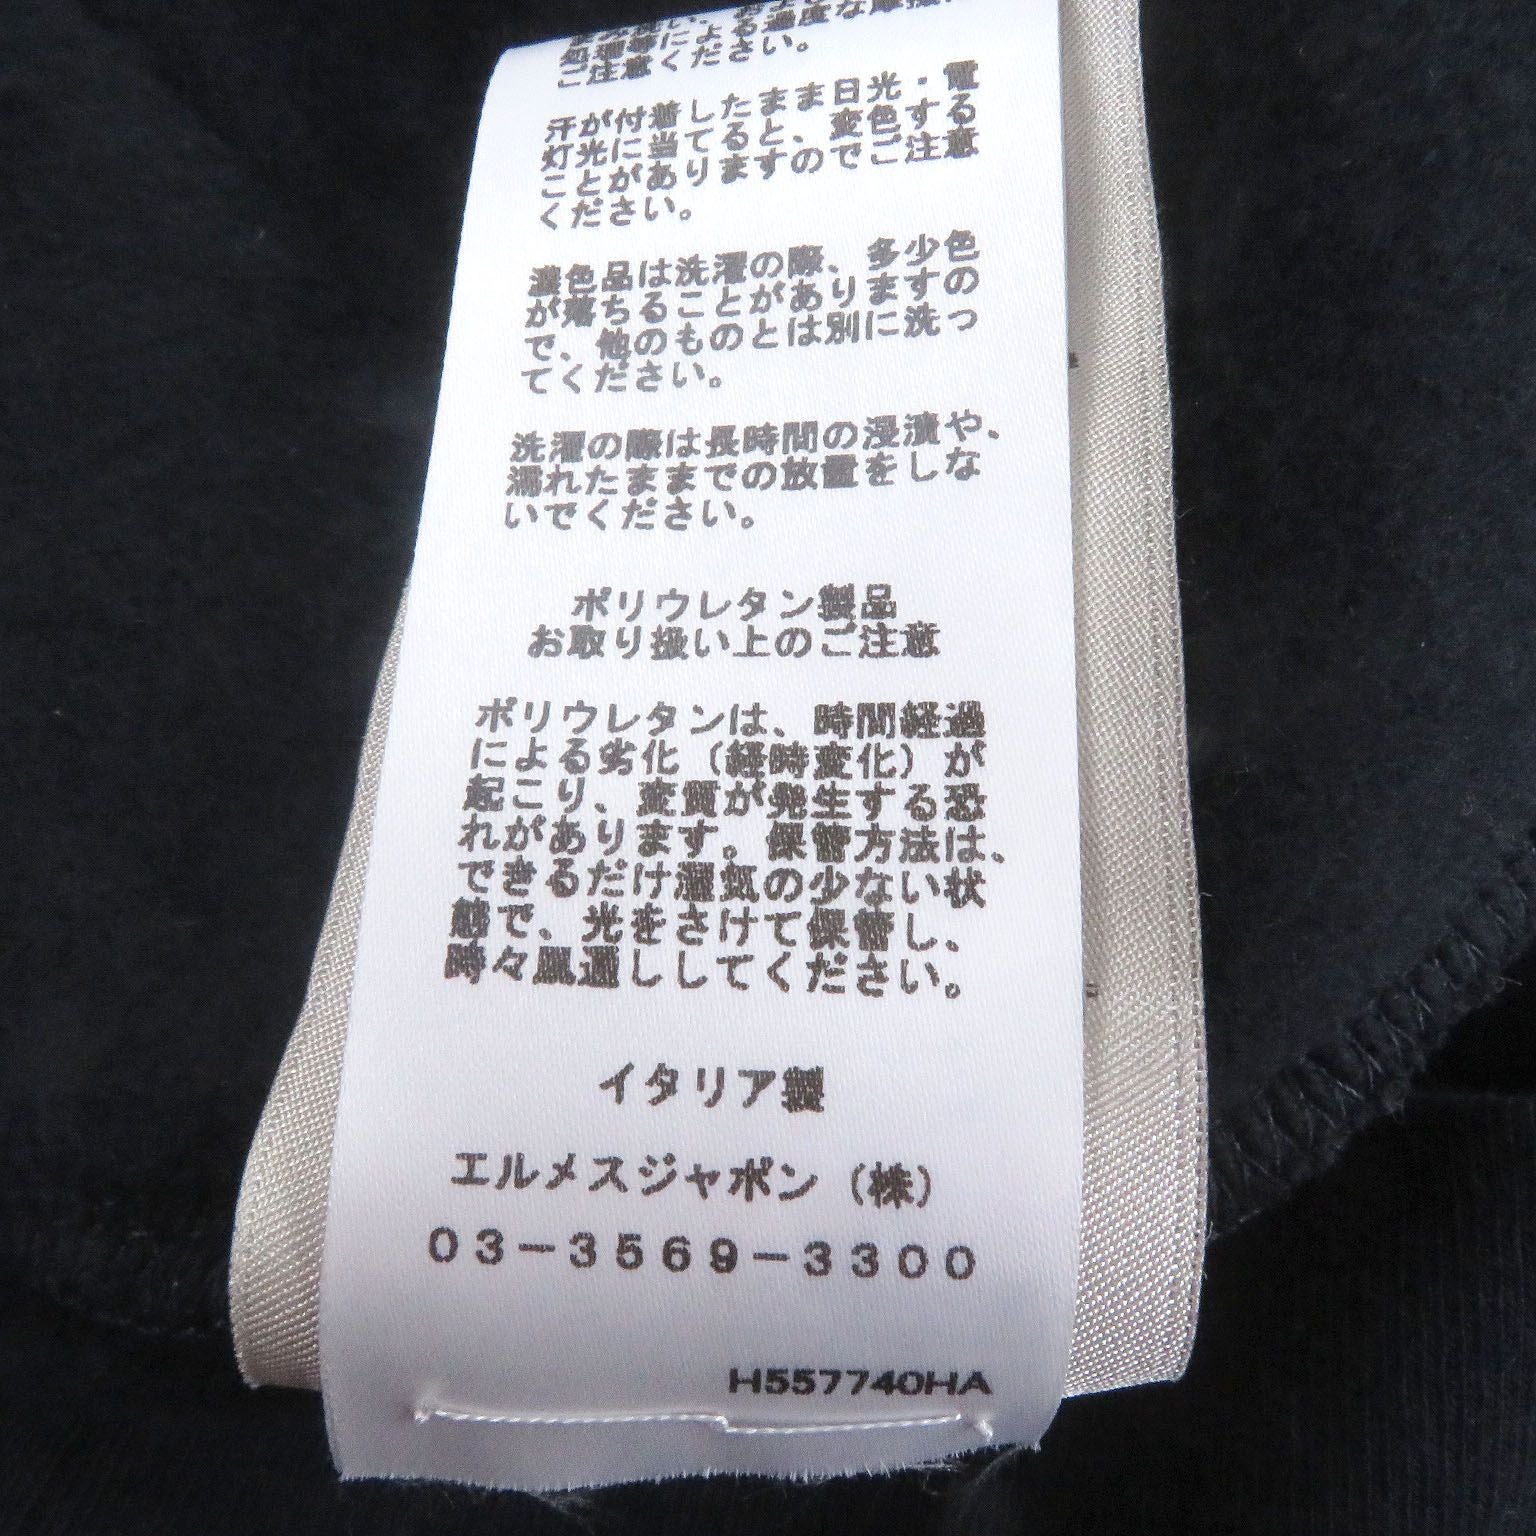 処理等による過度な摩擦に
ご注意ください。
汗が付着したまま日光・電
灯光に当てると、変色する
ことがありますのでご注意
ください。
濃色品は洗濯の際、多少色
が落ちることがありますの
で、他のものとは別に洗っ
てください。
洗濯の際は長時間の浸漬や、
濡れたままでの放置をしな
いでください。
ポリウレタン製品
お取り扱い上のご注意
ポリウレタンは、時間経過
による劣化（経時変化）が
起こり、変質が発生する恐
れがあります。保管方法は、
できるだけ湿気の少ない状
態で、光をさけて保管し、
時々風通ししてください。
イタリア製
エルメスジャポン（株）
03-3569-3300
H557740HA